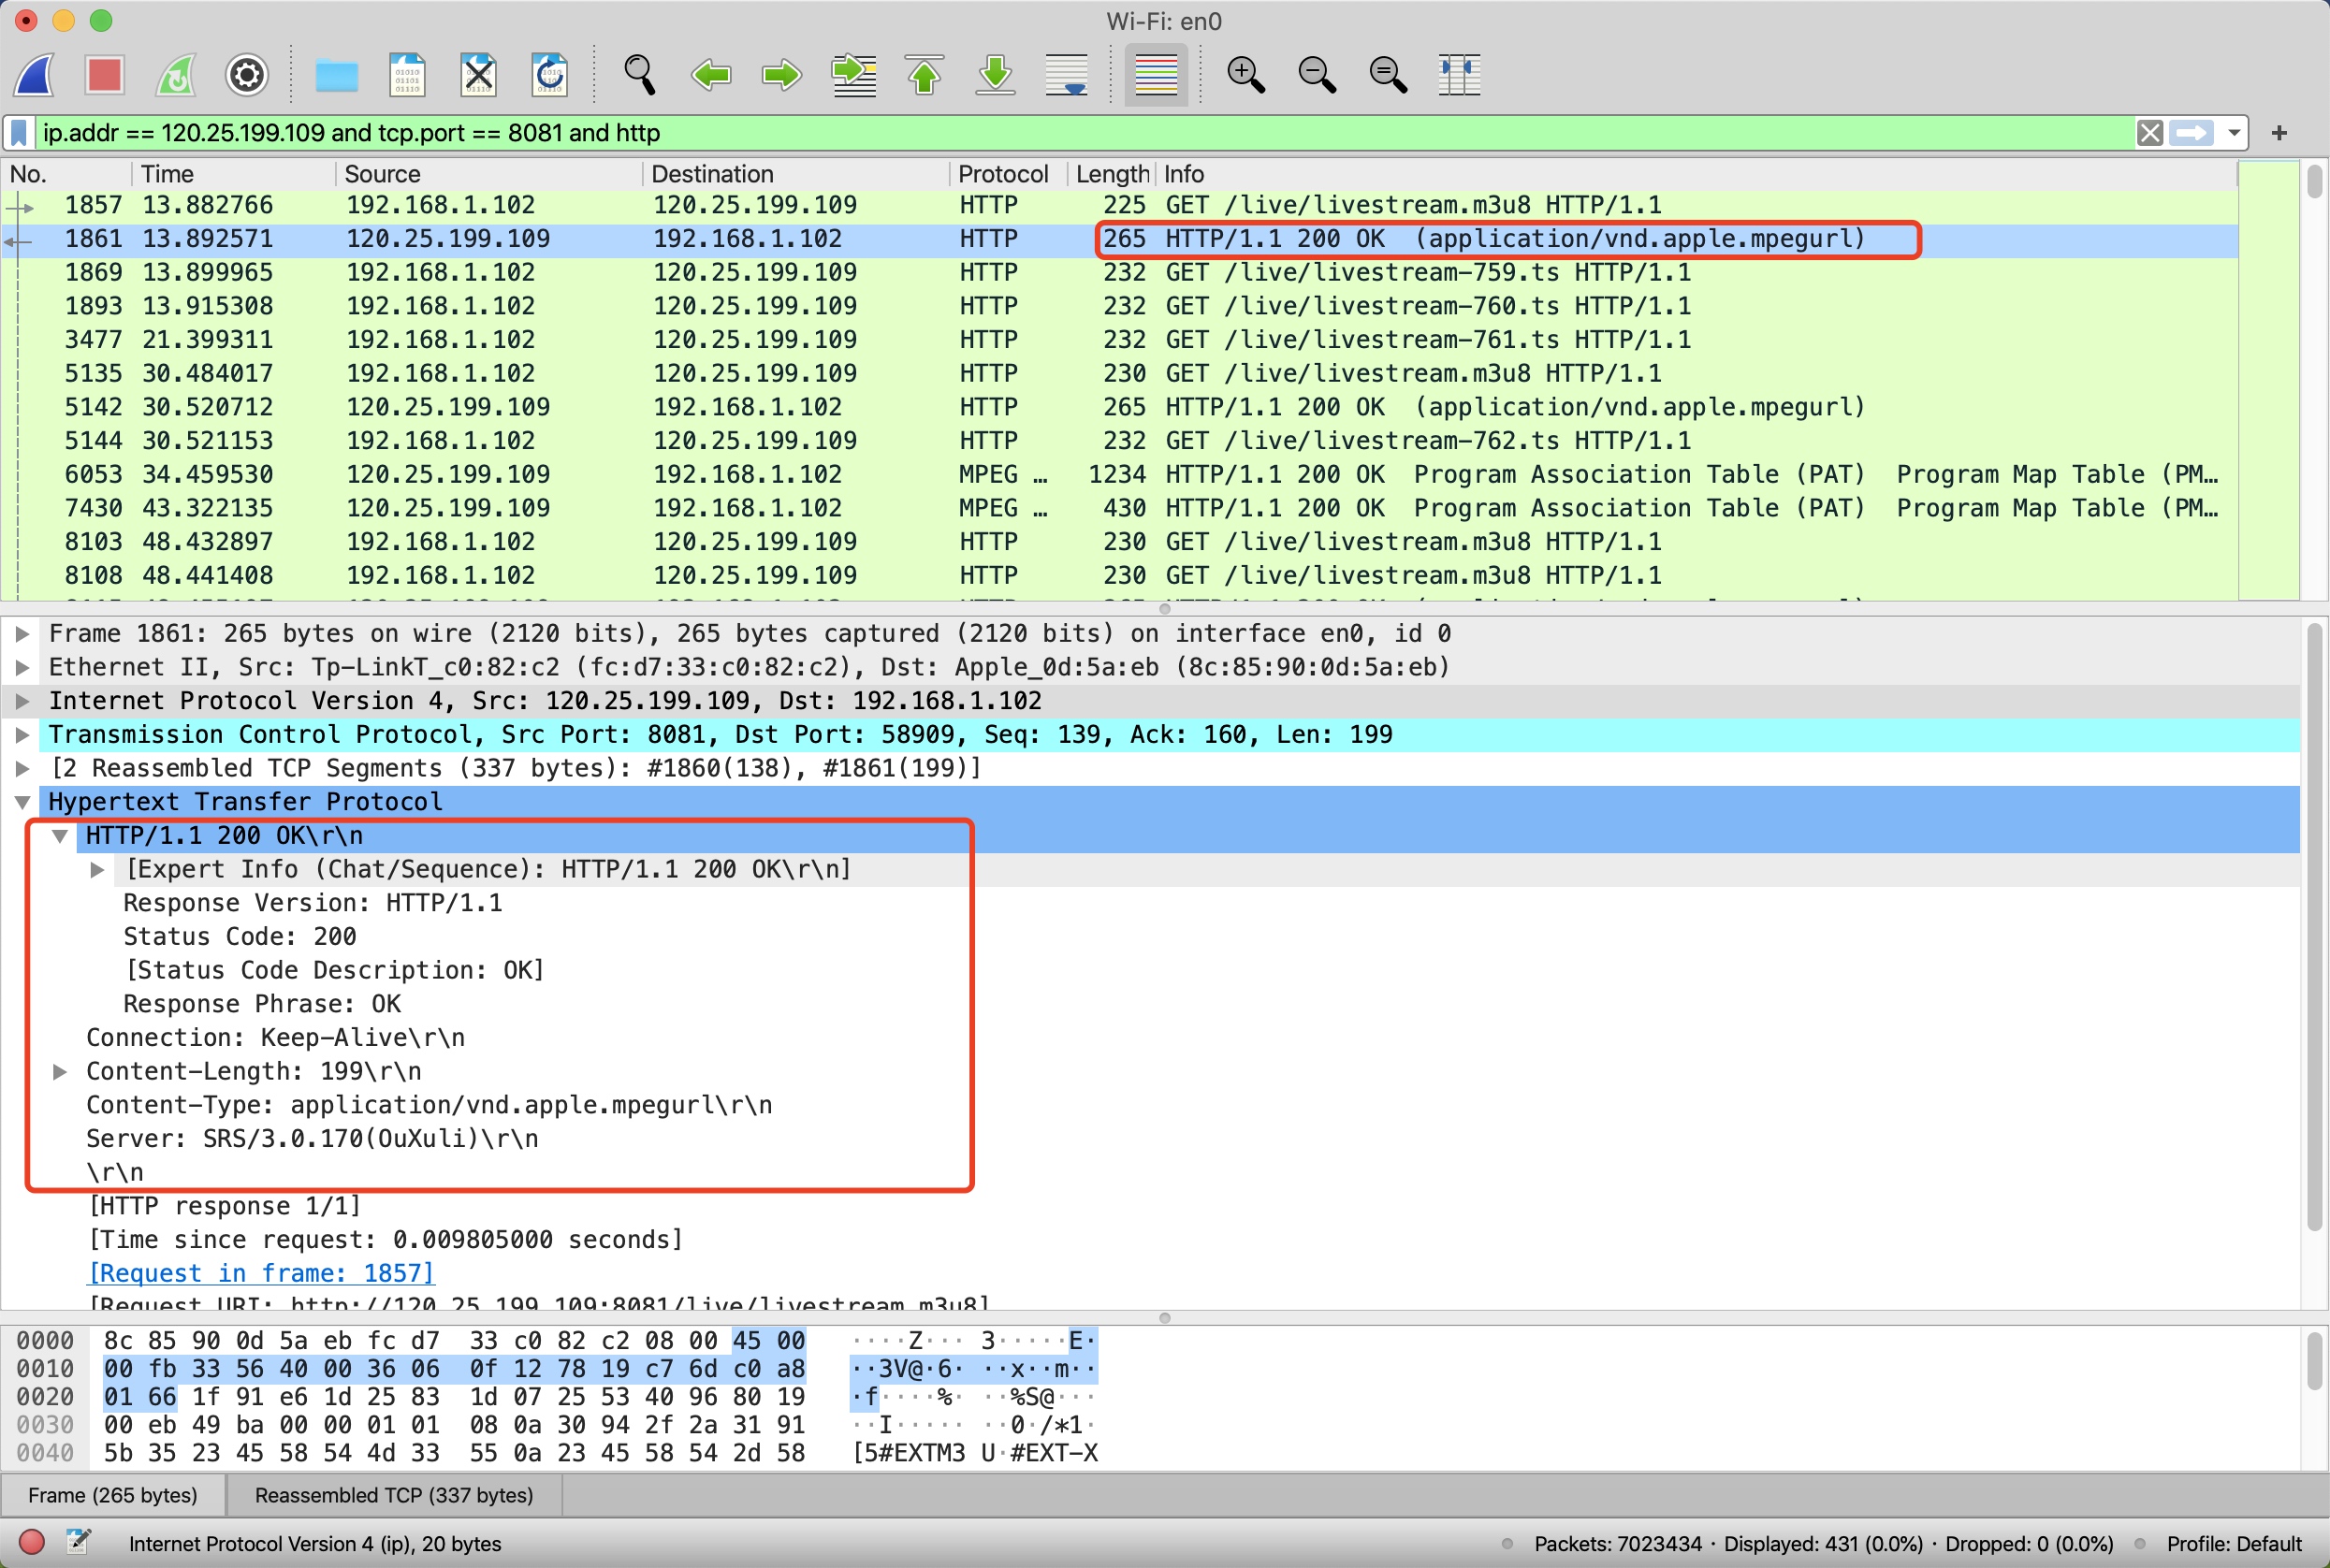 Wi-Fi: en0
ip.addr == 120.25.199.109 and tcp.port == 8081 and http
No. Time Source Destination Protocol Length Info
1857 13.882766 192.168.1.102 120.25.199.109 HTTP 225 GET /live/livestream.m3u8 HTTP/1.1
1861 13.892571 120.25.199.109 192.168.1.102 HTTP 265 HTTP/1.1 200 OK (application/vnd.apple.mpegurl)
1869 13.899965 192.168.1.102 120.25.199.109 HTTP 232 GET /live/livestream-759.ts HTTP/1.1
1893 13.915308 192.168.1.102 120.25.199.109 HTTP 232 GET /live/livestream-760.ts HTTP/1.1
3477 21.399311 192.168.1.102 120.25.199.109 HTTP 232 GET /live/livestream-761.ts HTTP/1.1
5135 30.484017 192.168.1.102 120.25.199.109 HTTP 230 GET /live/livestream.m3u8 HTTP/1.1
5142 30.520712 120.25.199.109 192.168.1.102 HTTP 265 HTTP/1.1 200 OK (application/vnd.apple.mpegurl)
5144 30.521153 192.168.1.102 120.25.199.109 HTTP 232 GET /live/livestream-762.ts HTTP/1.1
6053 34.459530 120.25.199.109 192.168.1.102 MPEG … 1234 HTTP/1.1 200 OK Program Association Table (PAT) Program Map Table (PM…
7430 43.322135 120.25.199.109 192.168.1.102 MPEG … 430 HTTP/1.1 200 OK Program Association Table (PAT) Program Map Table (PM…
8103 48.432897 192.168.1.102 120.25.199.109 HTTP 230 GET /live/livestream.m3u8 HTTP/1.1
8108 48.441408 192.168.1.102 120.25.199.109 HTTP 230 GET /live/livestream.m3u8 HTTP/1.1
Frame 1861: 265 bytes on wire (2120 bits), 265 bytes captured (2120 bits) on interface en0, id 0
Ethernet II, Src: Tp-LinkT_c0:82:c2 (fc:d7:33:c0:82:c2), Dst: Apple_0d:5a:eb (8c:85:90:0d:5a:eb)
Internet Protocol Version 4, Src: 120.25.199.109, Dst: 192.168.1.102
Transmission Control Protocol, Src Port: 8081, Dst Port: 58909, Seq: 139, Ack: 160, Len: 199
[2 Reassembled TCP Segments (337 bytes): #1860(138), #1861(199)]
Hypertext Transfer Protocol
HTTP/1.1 200 OK\r\n
[Expert Info (Chat/Sequence): HTTP/1.1 200 OK\r\n]
Response Version: HTTP/1.1
Status Code: 200
[Status Code Description: OK]
Response Phrase: OK
Connection: Keep-Alive\r\n
Content-Length: 199\r\n
Content-Type: application/vnd.apple.mpegurl\r\n
Server: SRS/3.0.170(OuXuli)\r\n
\r\n
[HTTP response 1/1]
[Time since request: 0.009805000 seconds]
[Request in frame: 1857]
[Request URI: http://120.25.199.109:8081/live/livestream.m3u8]
0000 8c 85 90 0d 5a eb fc d7 33 c0 82 c2 08 00 45 00 ····Z··· 3·····E·
0010 00 fb 33 56 40 00 36 06 0f 12 78 19 c7 6d c0 a8 ··3V@·6· ··x··m··
0020 01 66 1f 91 e6 1d 25 83 1d 07 25 53 40 96 80 19 ·f····%· ··%S@···
0030 00 eb 49 ba 00 00 01 01 08 0a 30 94 2f 2a 31 91 ··I····· ··0·/*1·
0040 5b 35 23 45 58 54 4d 33 55 0a 23 45 58 54 2d 58 [5#EXTM3 U·#EXT-X
Frame (265 bytes) Reassembled TCP (337 bytes)
Internet Protocol Version 4 (ip), 20 bytes Packets: 7023434 · Displayed: 431 (0.0%) · Dropped: 0 (0.0%) Profile: Default